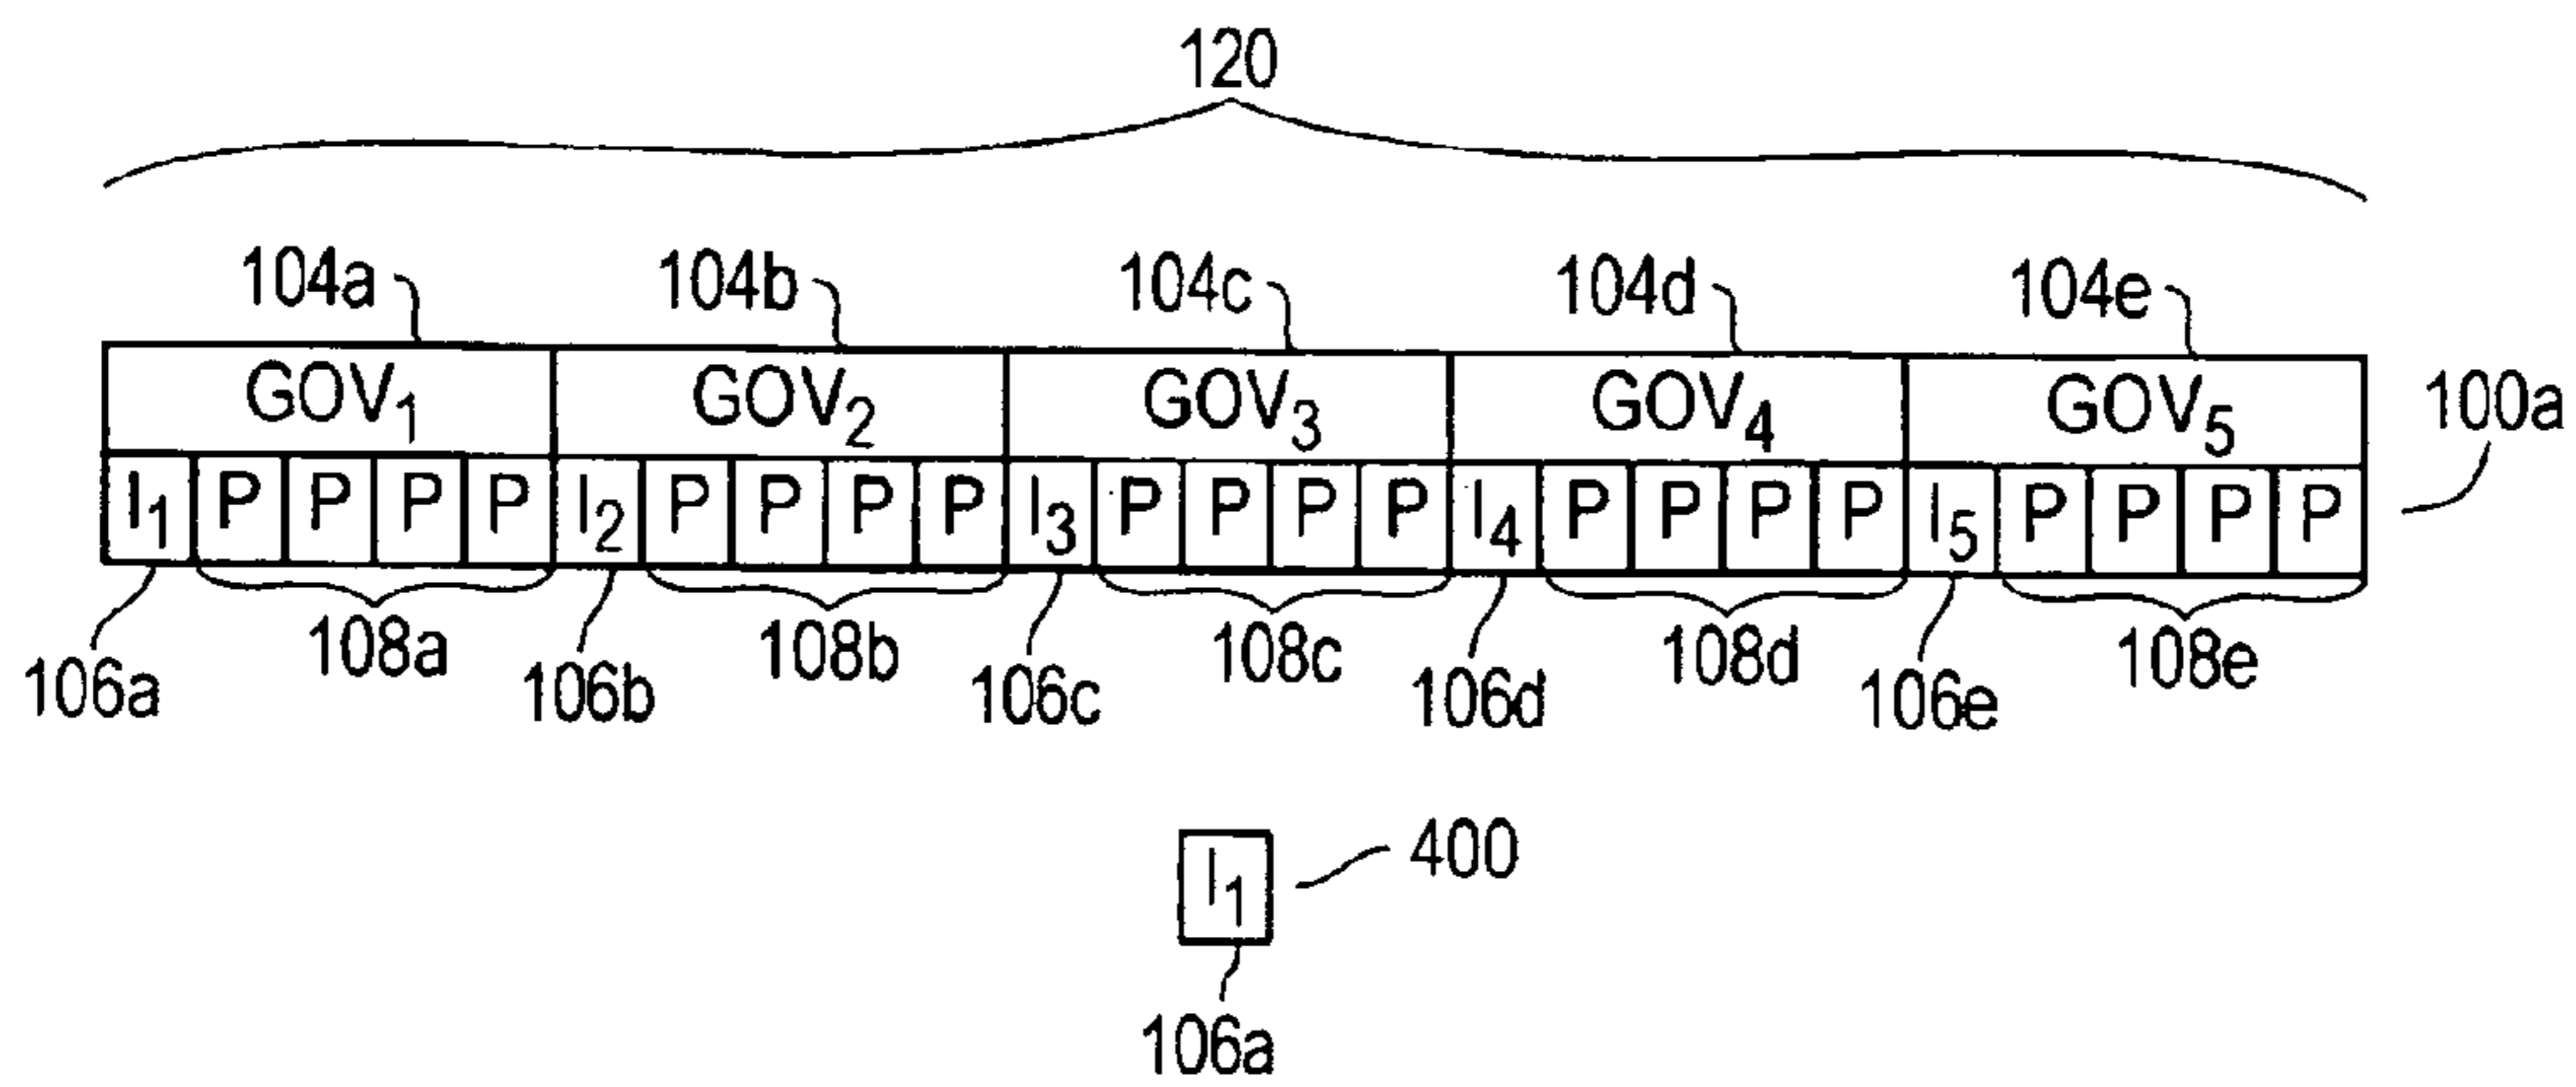 120
104a 104b 104c 104d 104e
GOV1 GOV2 GOV3 GOV4 GOV5 100a
I1 P P P P I2 P P P P I3 P P P P I4 P P P P I5 P P P P
108a 108b 108c 108d 108e
106a 106b 106c 106d 106e
I1 400
106a